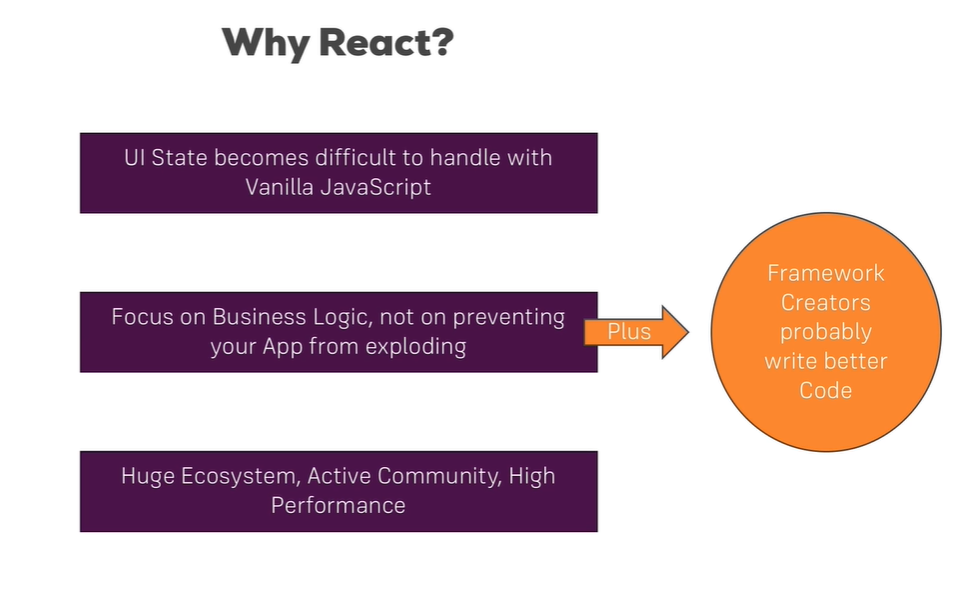 Why React?
UI State becomes difficult to handle with
Vanilla JavaScript
Focus on Business Logic, not on preventing
your App from exploding
Plus
Framework
Creators
probably
write better
Code
Huge Ecosystem, Active Community, High
Performance